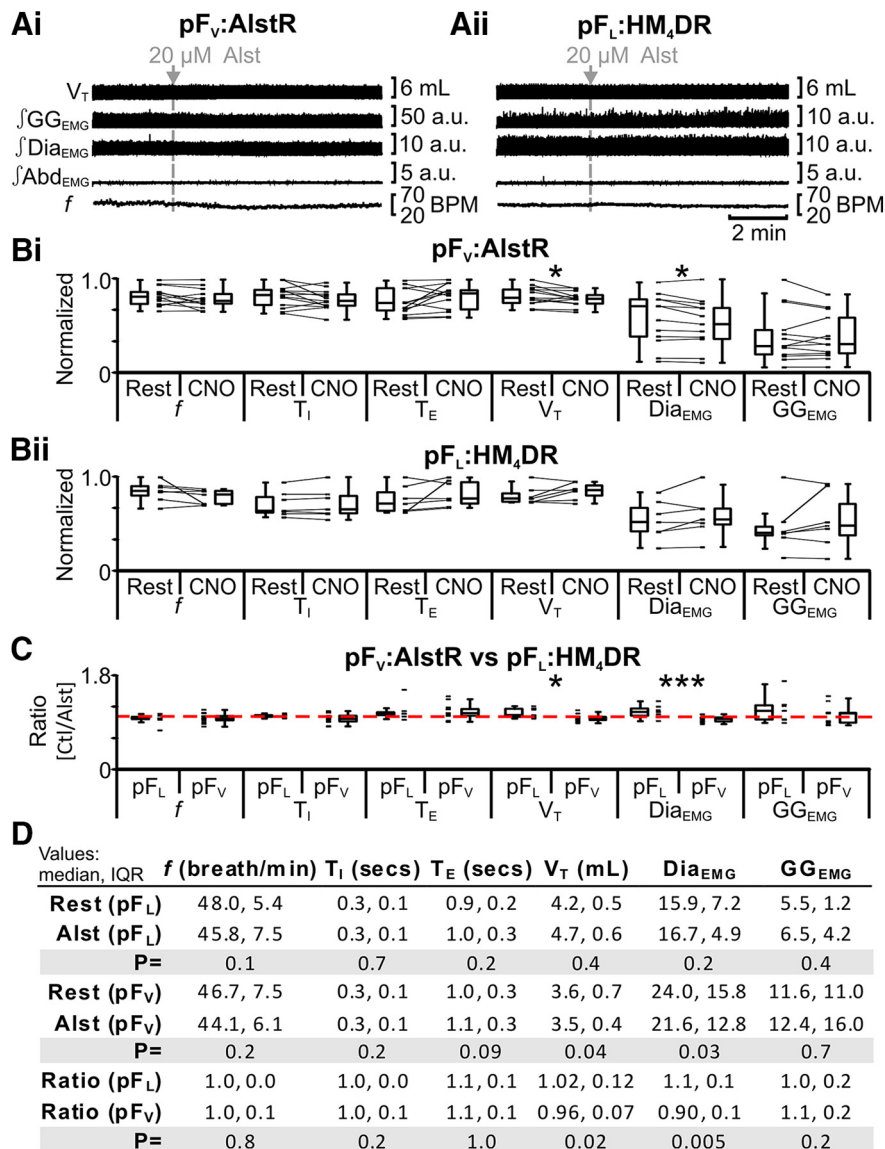 Ai pFV:AlstR
20 µM Alst
VT 6 mL
∫GGEMG 50 a.u.
∫DiaEMG 10 a.u.
∫AbdEMG 5 a.u.
f 70 20 BPM
Aii pFL:HM4DR
20 µM Alst
6 mL
10 a.u.
10 a.u.
5 a.u.
70 20 BPM
2 min
Bi pFV:AlstR
Normalized
1.0
0
* *
Rest CNO Rest CNO Rest CNO Rest CNO Rest CNO Rest CNO
f TI TE VT DiaEMG GGEMG
Bii pFL:HM4DR
Normalized
1.0
0
Rest CNO Rest CNO Rest CNO Rest CNO Rest CNO Rest CNO
f TI TE VT DiaEMG GGEMG
C pFV:AlstR vs pFL:HM4DR
Ratio
[Ctl/Alst]
1.8
0
* ***
pFL pFV pFL pFV pFL pFV pFL pFV pFL pFV pFL pFV
f TI TE VT DiaEMG GGEMG
D
Values:
median, IQR f (breath/min) TI (secs) TE (secs) VT (mL) DiaEMG GGEMG
Rest (pFL) 48.0, 5.4 0.3, 0.1 0.9, 0.2 4.2, 0.5 15.9, 7.2 5.5, 1.2
Alst (pFL) 45.8, 7.5 0.3, 0.1 1.0, 0.3 4.7, 0.6 16.7, 4.9 6.5, 4.2
P= 0.1 0.7 0.2 0.4 0.2 0.4
Rest (pFV) 46.7, 7.5 0.3, 0.1 1.0, 0.3 3.6, 0.7 24.0, 15.8 11.6, 11.0
Alst (pFV) 44.1, 6.1 0.3, 0.1 1.1, 0.3 3.5, 0.4 21.6, 12.8 12.4, 16.0
P= 0.2 0.2 0.09 0.04 0.03 0.7
Ratio (pFL) 1.0, 0.0 1.0, 0.0 1.1, 0.1 1.02, 0.12 1.1, 0.1 1.0, 0.2
Ratio (pFV) 1.0, 0.1 1.0, 0.1 1.1, 0.1 0.96, 0.07 0.90, 0.1 1.1, 0.2
P= 0.8 0.2 1.0 0.02 0.005 0.2